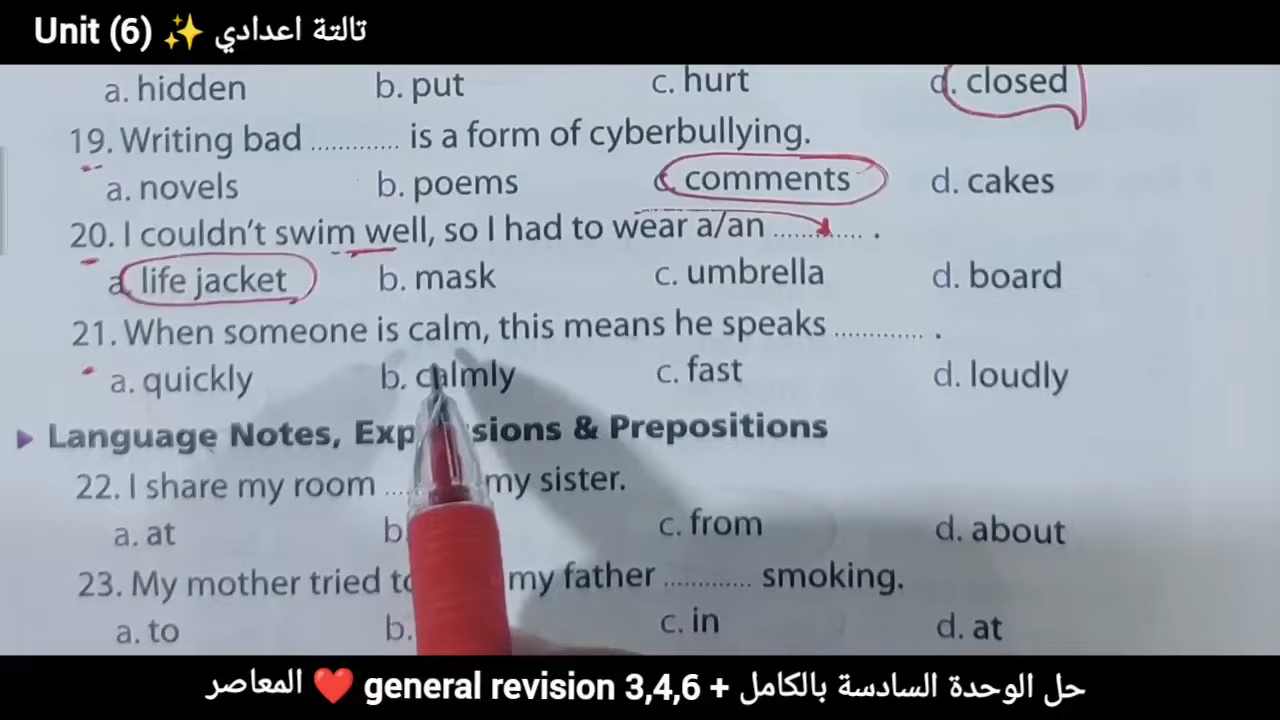 Unit (6) ✨ تالتة اعدادي
a. hidden b. put c. hurt d. closed
19. Writing bad ............. is a form of cyberbullying.
a. novels b. poems c comments d. cakes
20. I couldn't swim well, so I had to wear a/an ............. .
a life jacket b. mask c. umbrella d. board
21. When someone is calm, this means he speaks ............. .
a. quickly b. calmly c. fast d. loudly
Language Notes, & Prepositions
22. I share my room .... my sister.
a. at b. c. from d. about
23. My mother tried my father ............. smoking.
a. to b. c. in d. at
حل الوحدة السادسة بالكامل + general revision 3,4,6 ❤️ المعاصر